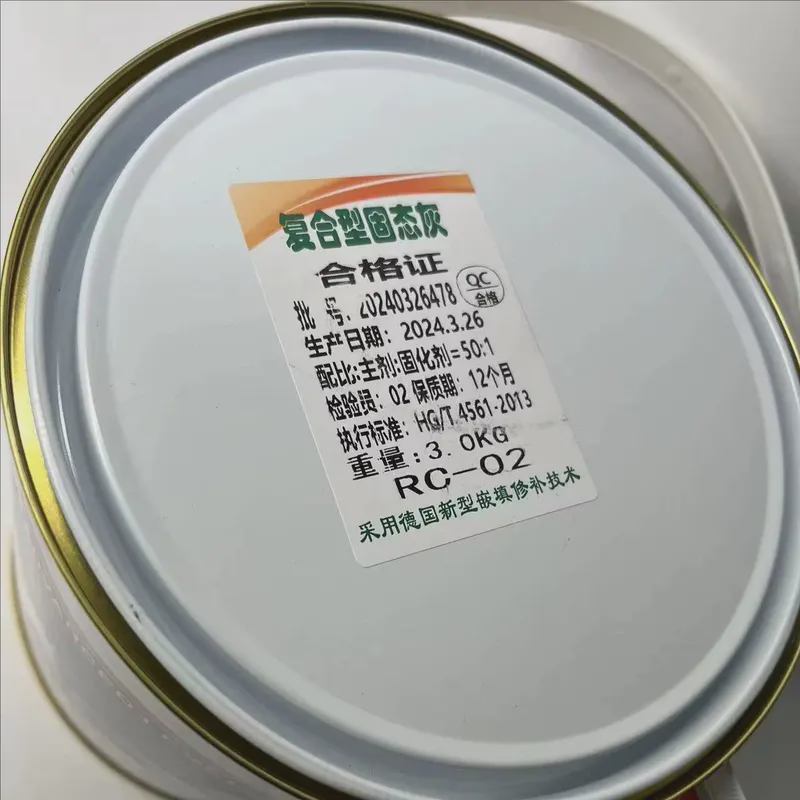 复合型固态灰
合格证
QC
合格
批 号: 20240326478
生产日期: 2024.3.26
配比:主剂:固化剂=50:1
检验员: 02 保质期: 12个月
执行标准: HG/T 4561-2013
重量:3.0KG
RC-02
采用德国新型嵌填修补技术